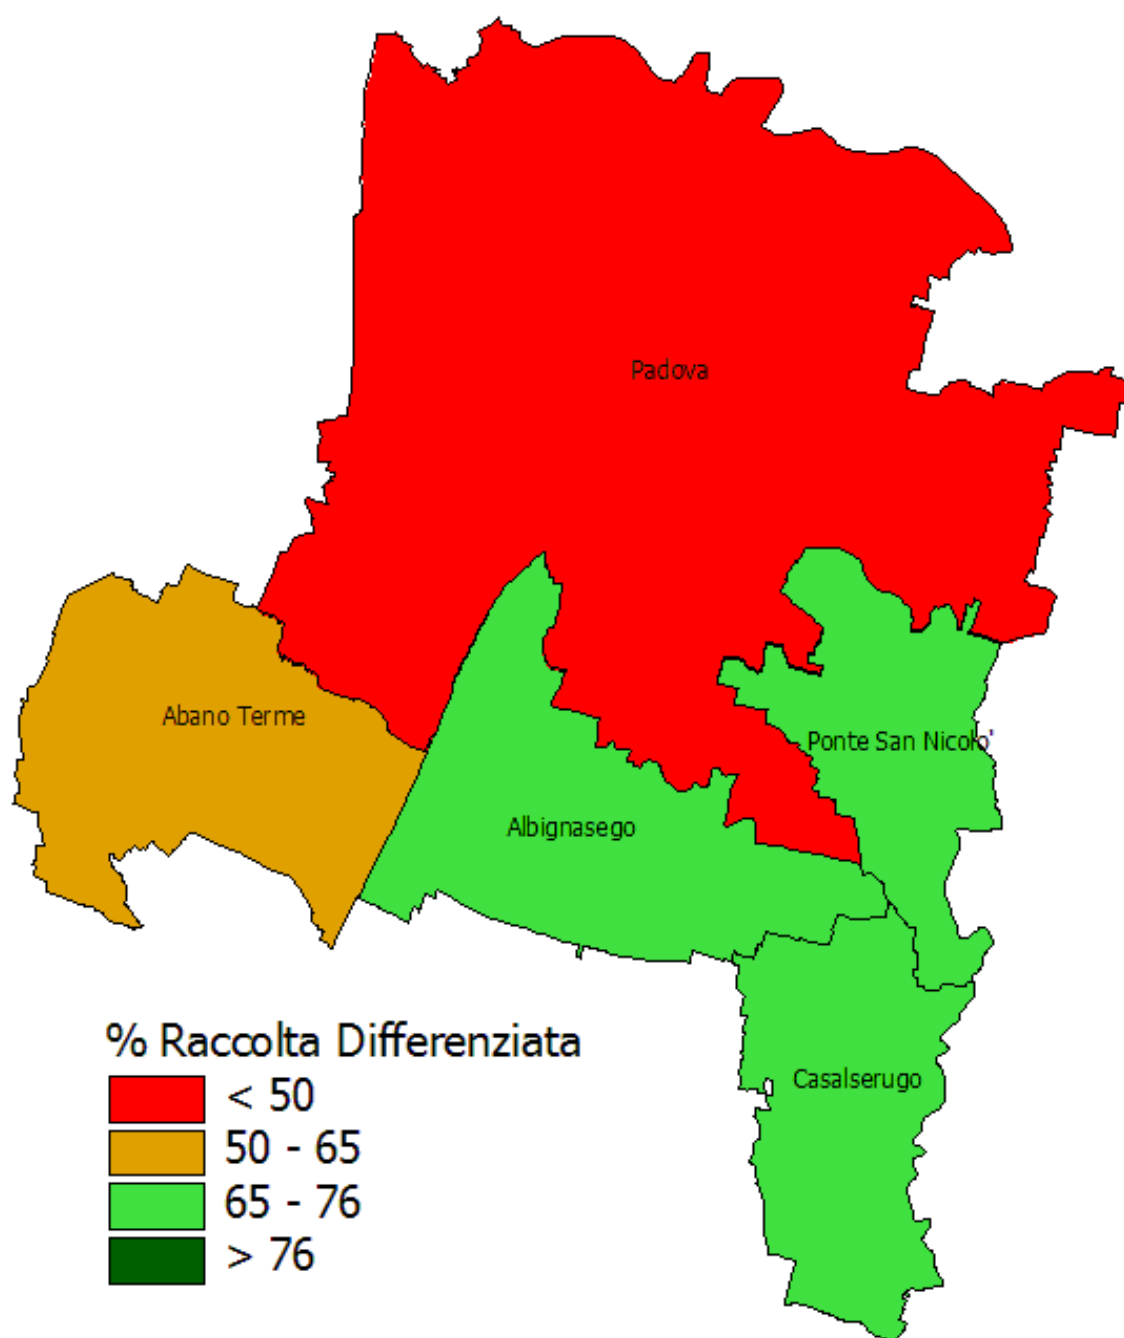 Padova
Abano Terme
Ponte San Nicolo'
Albignasego
Casalserugo
% Raccolta Differenziata
< 50
50 - 65
65 - 76
> 76